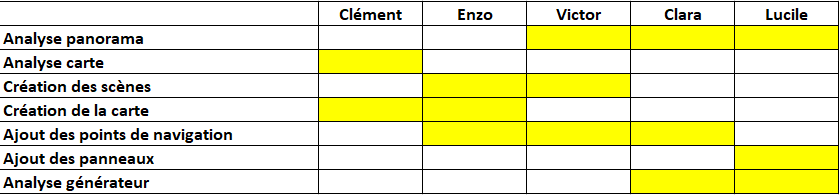 Clément Enzo Victor Clara Lucile
Analyse panorama
Analyse carte
Création des scènes
Création de la carte
Ajout des points de navigation
Ajout des panneaux
Analyse générateur